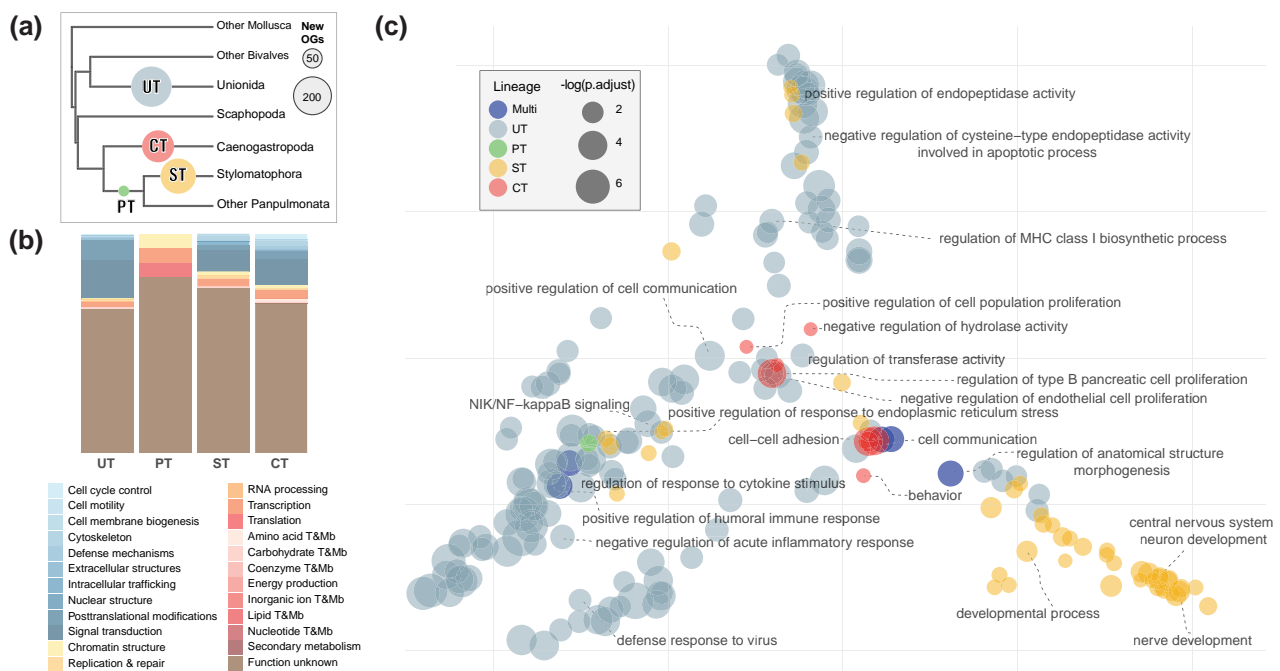 (a)
Other Mollusca
Other Bivalves
Unionida
Scaphopoda
Caenogastropoda
Stylomatophora
Other Panpulmonata
New
OGs
50
200
UT
CT
ST
PT
(b)
UT PT ST CT
Cell cycle control
Cell motility
Cell membrane biogenesis
Cytoskeleton
Defense mechanisms
Extracellular structures
Intracellular trafficking
Nuclear structure
Posttranslational modifications
Signal transduction
Chromatin structure
Replication & repair
RNA processing
Transcription
Translation
Amino acid T&Mb
Carbohydrate T&Mb
Coenzyme T&Mb
Energy production
Inorganic ion T&Mb
Lipid T&Mb
Nucleotide T&Mb
Secondary metabolism
Function unknown
(c)
Lineage
Multi
UT
PT
ST
CT
-log(p.adjust)
2
4
6
positive regulation of endopeptidase activity
negative regulation of cysteine−type endopeptidase activity
involved in apoptotic process
regulation of MHC class I biosynthetic process
positive regulation of cell communication
positive regulation of cell population proliferation
negative regulation of hydrolase activity
regulation of transferase activity
regulation of type B pancreatic cell proliferation
negative regulation of endothelial cell proliferation
NIK/NF−kappaB signaling
positive regulation of response to endoplasmic reticulum stress
cell−cell adhesion
cell communication
regulation of anatomical structure
morphogenesis
regulation of response to cytokine stimulus
behavior
positive regulation of humoral immune response
negative regulation of acute inflammatory response
central nervous system
neuron development
developmental process
defense response to virus
nerve development